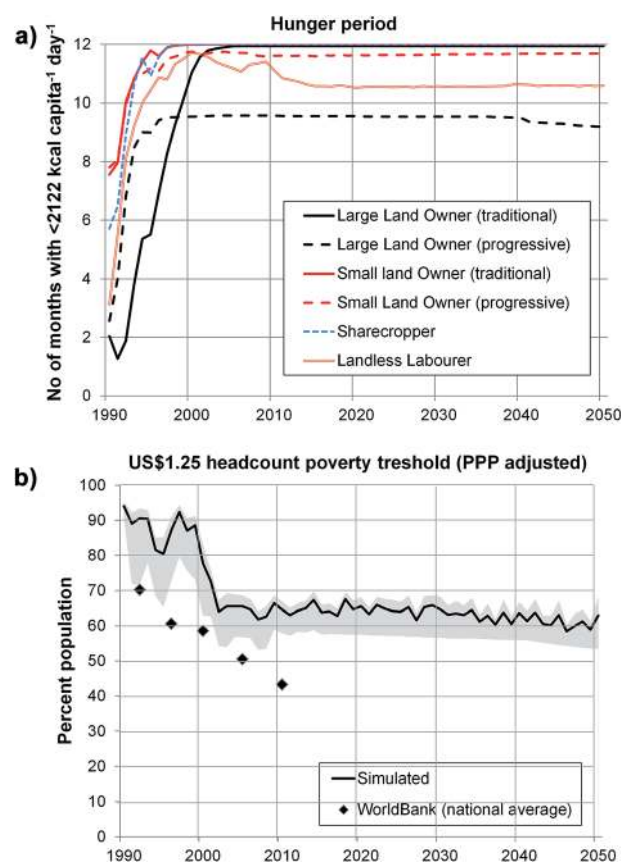 a)
Hunger period
No of months with <2122 kcal capita⁻¹ day⁻¹
12
10
8
6
4
2
0
Large Land Owner (traditional)
Large Land Owner (progressive)
Small land Owner (traditional)
Small Land Owner (progressive)
Sharecropper
Landless Labourer
1990 2000 2010 2020 2030 2040 2050
b)
US$1.25 headcount poverty treshold (PPP adjusted)
Percent population
100
90
80
70
60
50
40
30
20
10
0
Simulated
WorldBank (national average)
1990 2000 2010 2020 2030 2040 2050